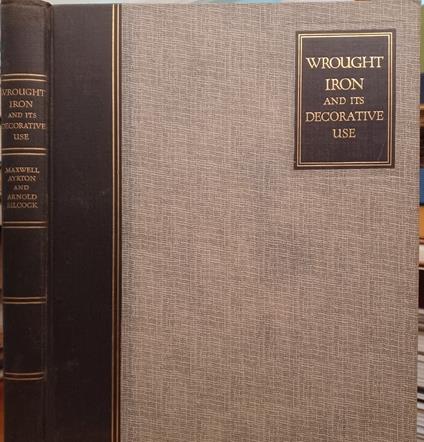 WROUGHT
IRON
AND ITS
DECORATIVE
USE
MAXWELL
AYRTON
AND
ARNOLD
SILCOCK
WROUGHT
IRON
AND ITS
DECORATIVE
USE